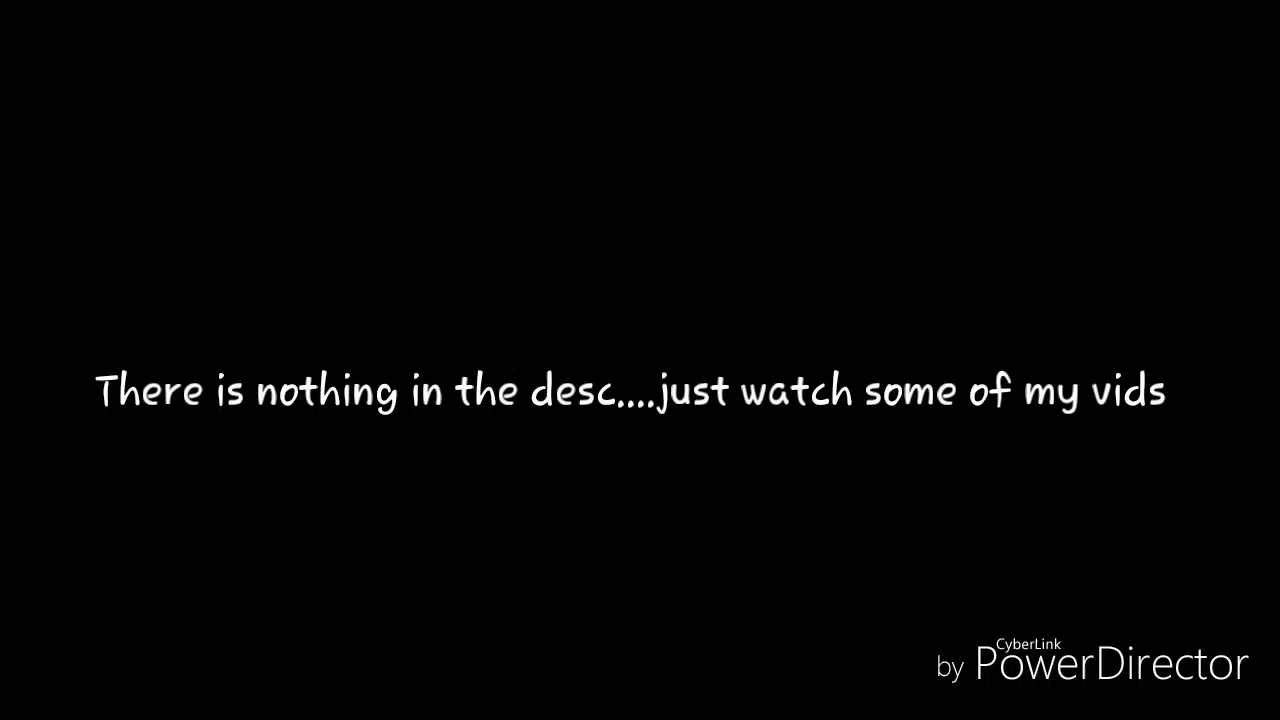 There is nothing in the desc....just watch some of my vids
CyberLink
by PowerDirector